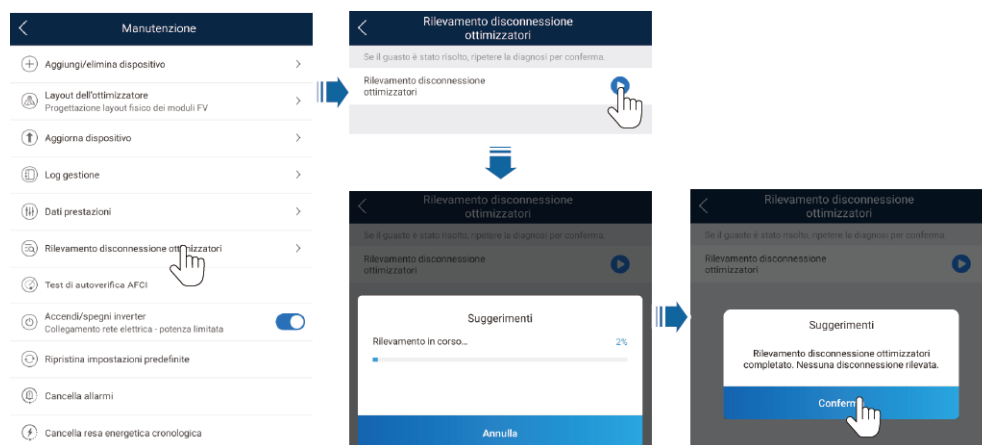 Manutenzione
Aggiungi/elimina dispositivo
Layout dell'ottimizzatore
Progettazione layout fisico dei moduli FV
Aggiorna dispositivo
Log gestione
Dati prestazioni
Rilevamento disconnessione ottimizzatori
Test di autoverifica AFCI
Accendi/spegni inverter
Collegamento rete elettrica - potenza limitata
Ripristina impostazioni predefinite
Cancella allarmi
Cancella resa energetica cronologica
Rilevamento disconnessione
ottimizzatori
Se il guasto è stato risolto, ripetere la diagnosi per conferma.
Rilevamento disconnessione
ottimizzatori
Rilevamento disconnessione
ottimizzatori
Se il guasto è stato risolto, ripetere la diagnosi per conferma.
Rilevamento disconnessione
ottimizzatori
Suggerimenti
Rilevamento in corso... 2%
Annulla
Rilevamento disconnessione
ottimizzatori
Se il guasto è stato risolto, ripetere la diagnosi per conferma.
Rilevamento disconnessione
ottimizzatori
Suggerimenti
Rilevamento disconnessione ottimizzatori
completato. Nessuna disconnessione rilevata.
Conferma